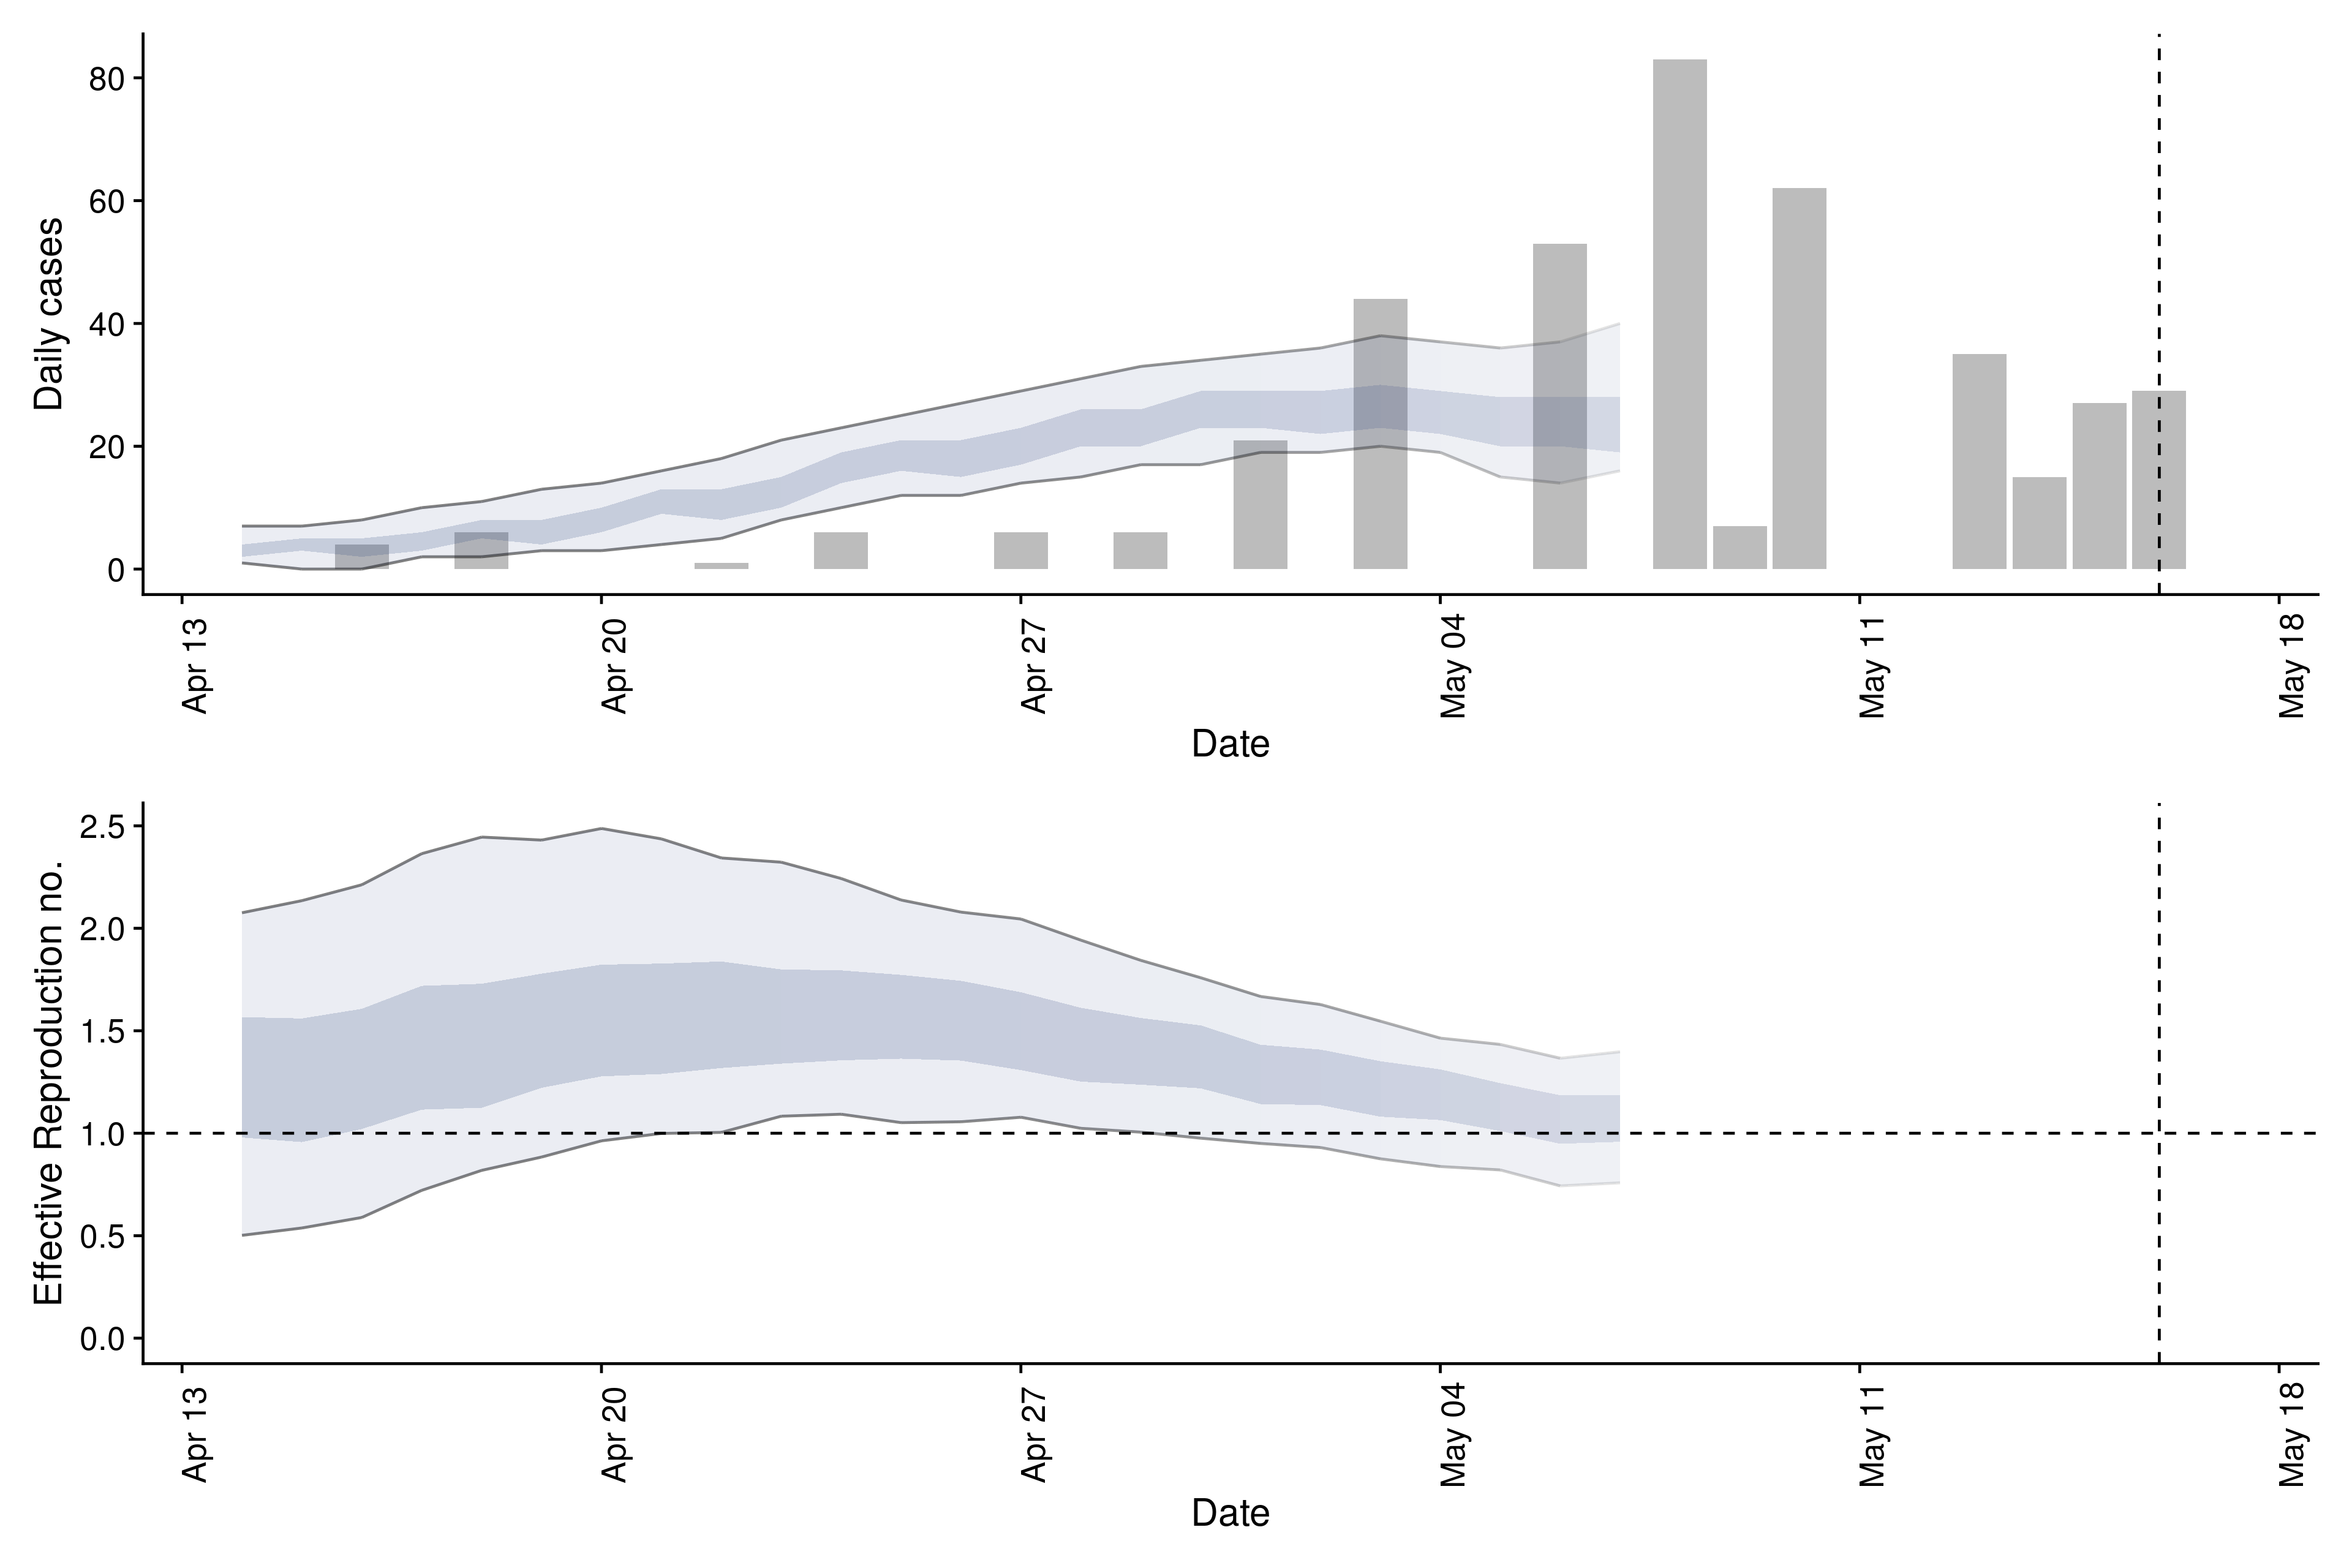 Daily cases
80
60
40
20
0
Apr 13
Apr 20
Apr 27
May 04
May 11
May 18
Date
Effective Reproduction no.
2.5
2.0
1.5
1.0
0.5
0.0
Apr 13
Apr 20
Apr 27
May 04
May 11
May 18
Date